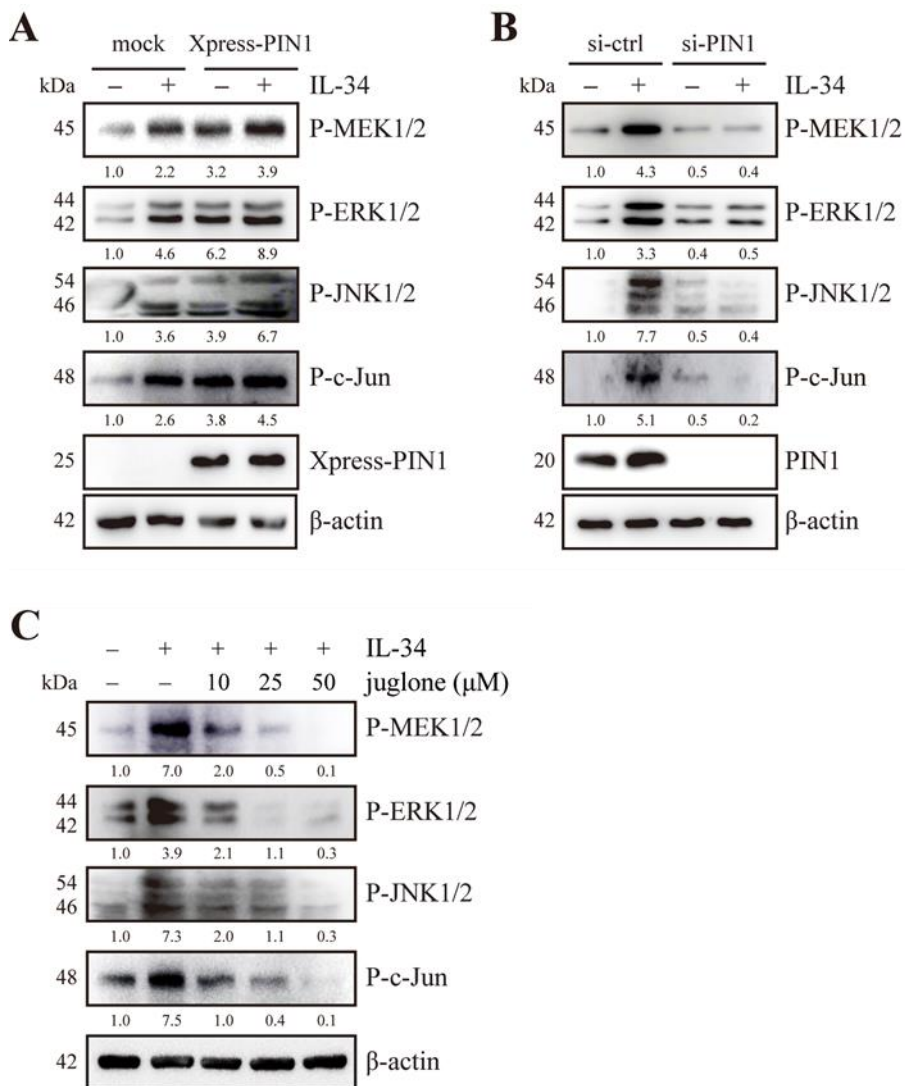 A
mock Xpress-PIN1
kDa – + – + IL-34
45 P-MEK1/2
1.0 2.2 3.2 3.9
44
42 P-ERK1/2
1.0 4.6 6.2 8.9
54
46 P-JNK1/2
1.0 3.6 3.9 6.7
48 P-c-Jun
1.0 2.6 3.8 4.5
25 Xpress-PIN1
42 β-actin
B
si-ctrl si-PIN1
kDa – + – + IL-34
45 P-MEK1/2
1.0 4.3 0.5 0.4
44
42 P-ERK1/2
1.0 3.3 0.4 0.5
54
46 P-JNK1/2
1.0 7.7 0.5 0.4
48 P-c-Jun
1.0 5.1 0.5 0.2
20 PIN1
42 β-actin
C
– + + + + IL-34
kDa – – 10 25 50 juglone (μM)
45 P-MEK1/2
1.0 7.0 2.0 0.5 0.1
44
42 P-ERK1/2
1.0 3.9 2.1 1.1 0.3
54
46 P-JNK1/2
1.0 7.3 2.0 1.1 0.3
48 P-c-Jun
1.0 7.5 1.0 0.4 0.1
42 β-actin